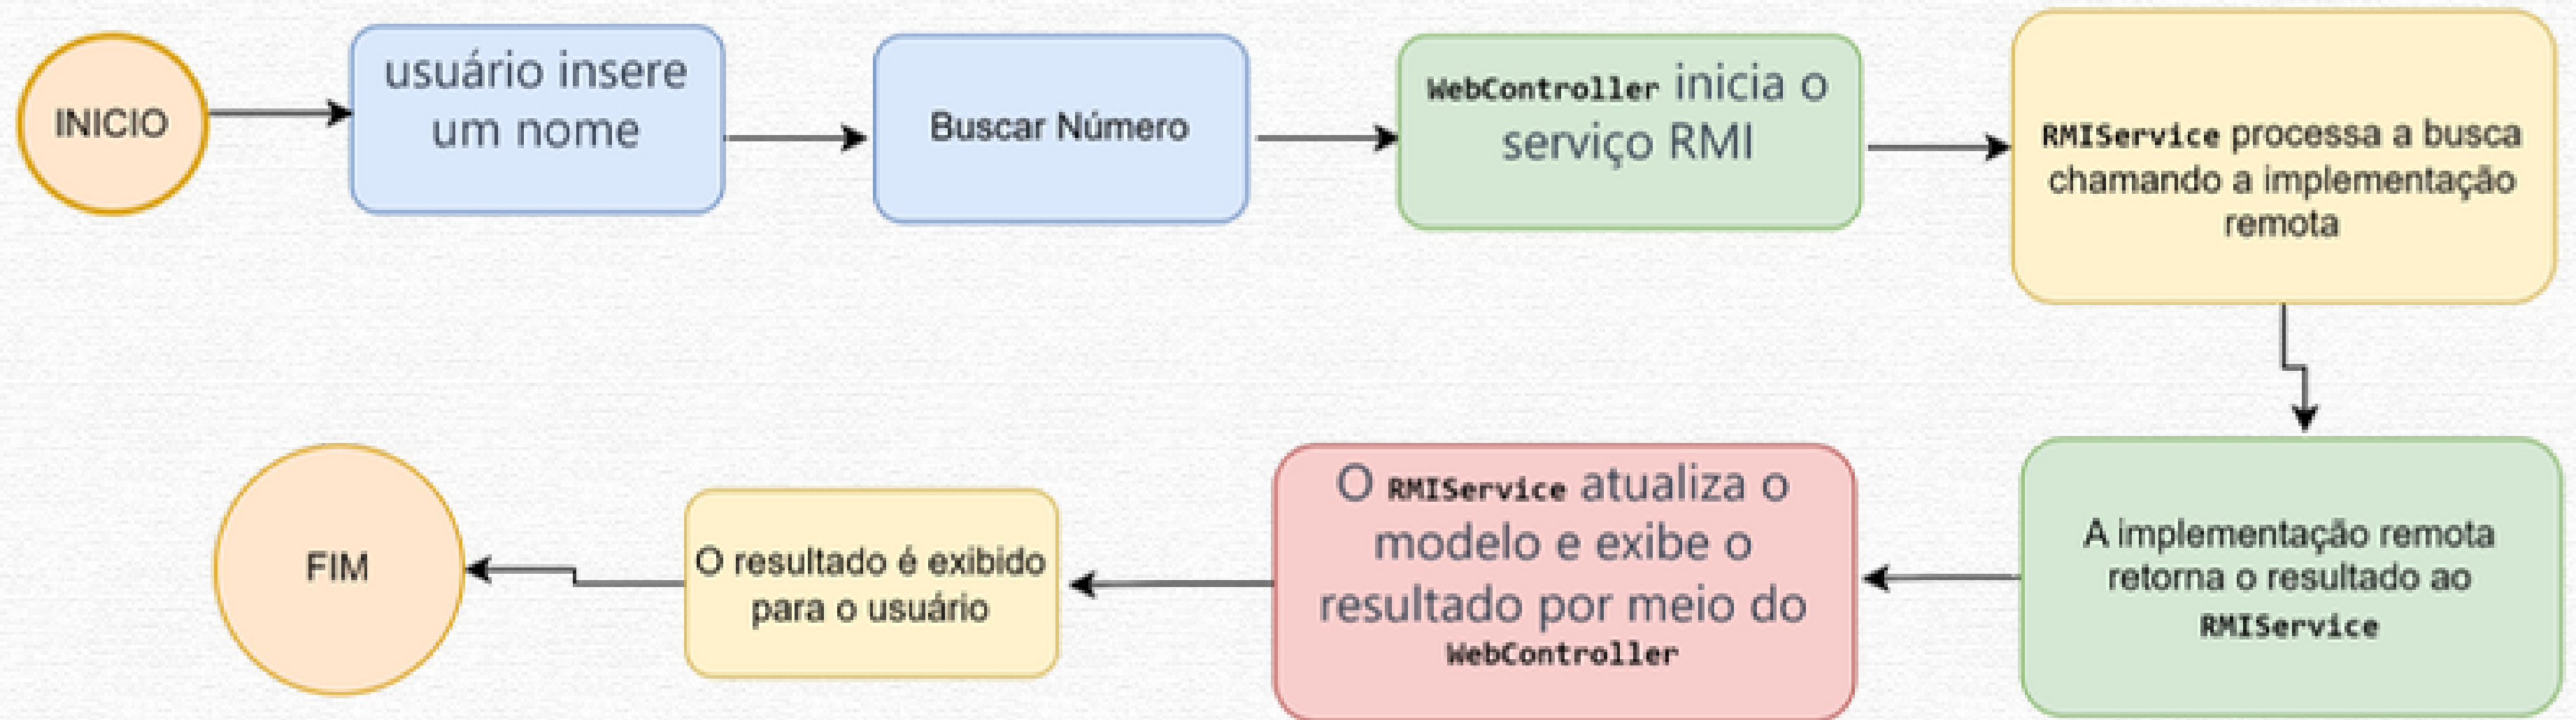 INICIO
usuário insere
um nome
Buscar Número
WebController inicia o
serviço RMI
RMIService processa a busca
chamando a implementação
remota
A implementação remota
retorna o resultado ao
RMIService
O RMIService atualiza o
modelo e exibe o
resultado por meio do
WebController
O resultado é exibido
para o usuário
FIM